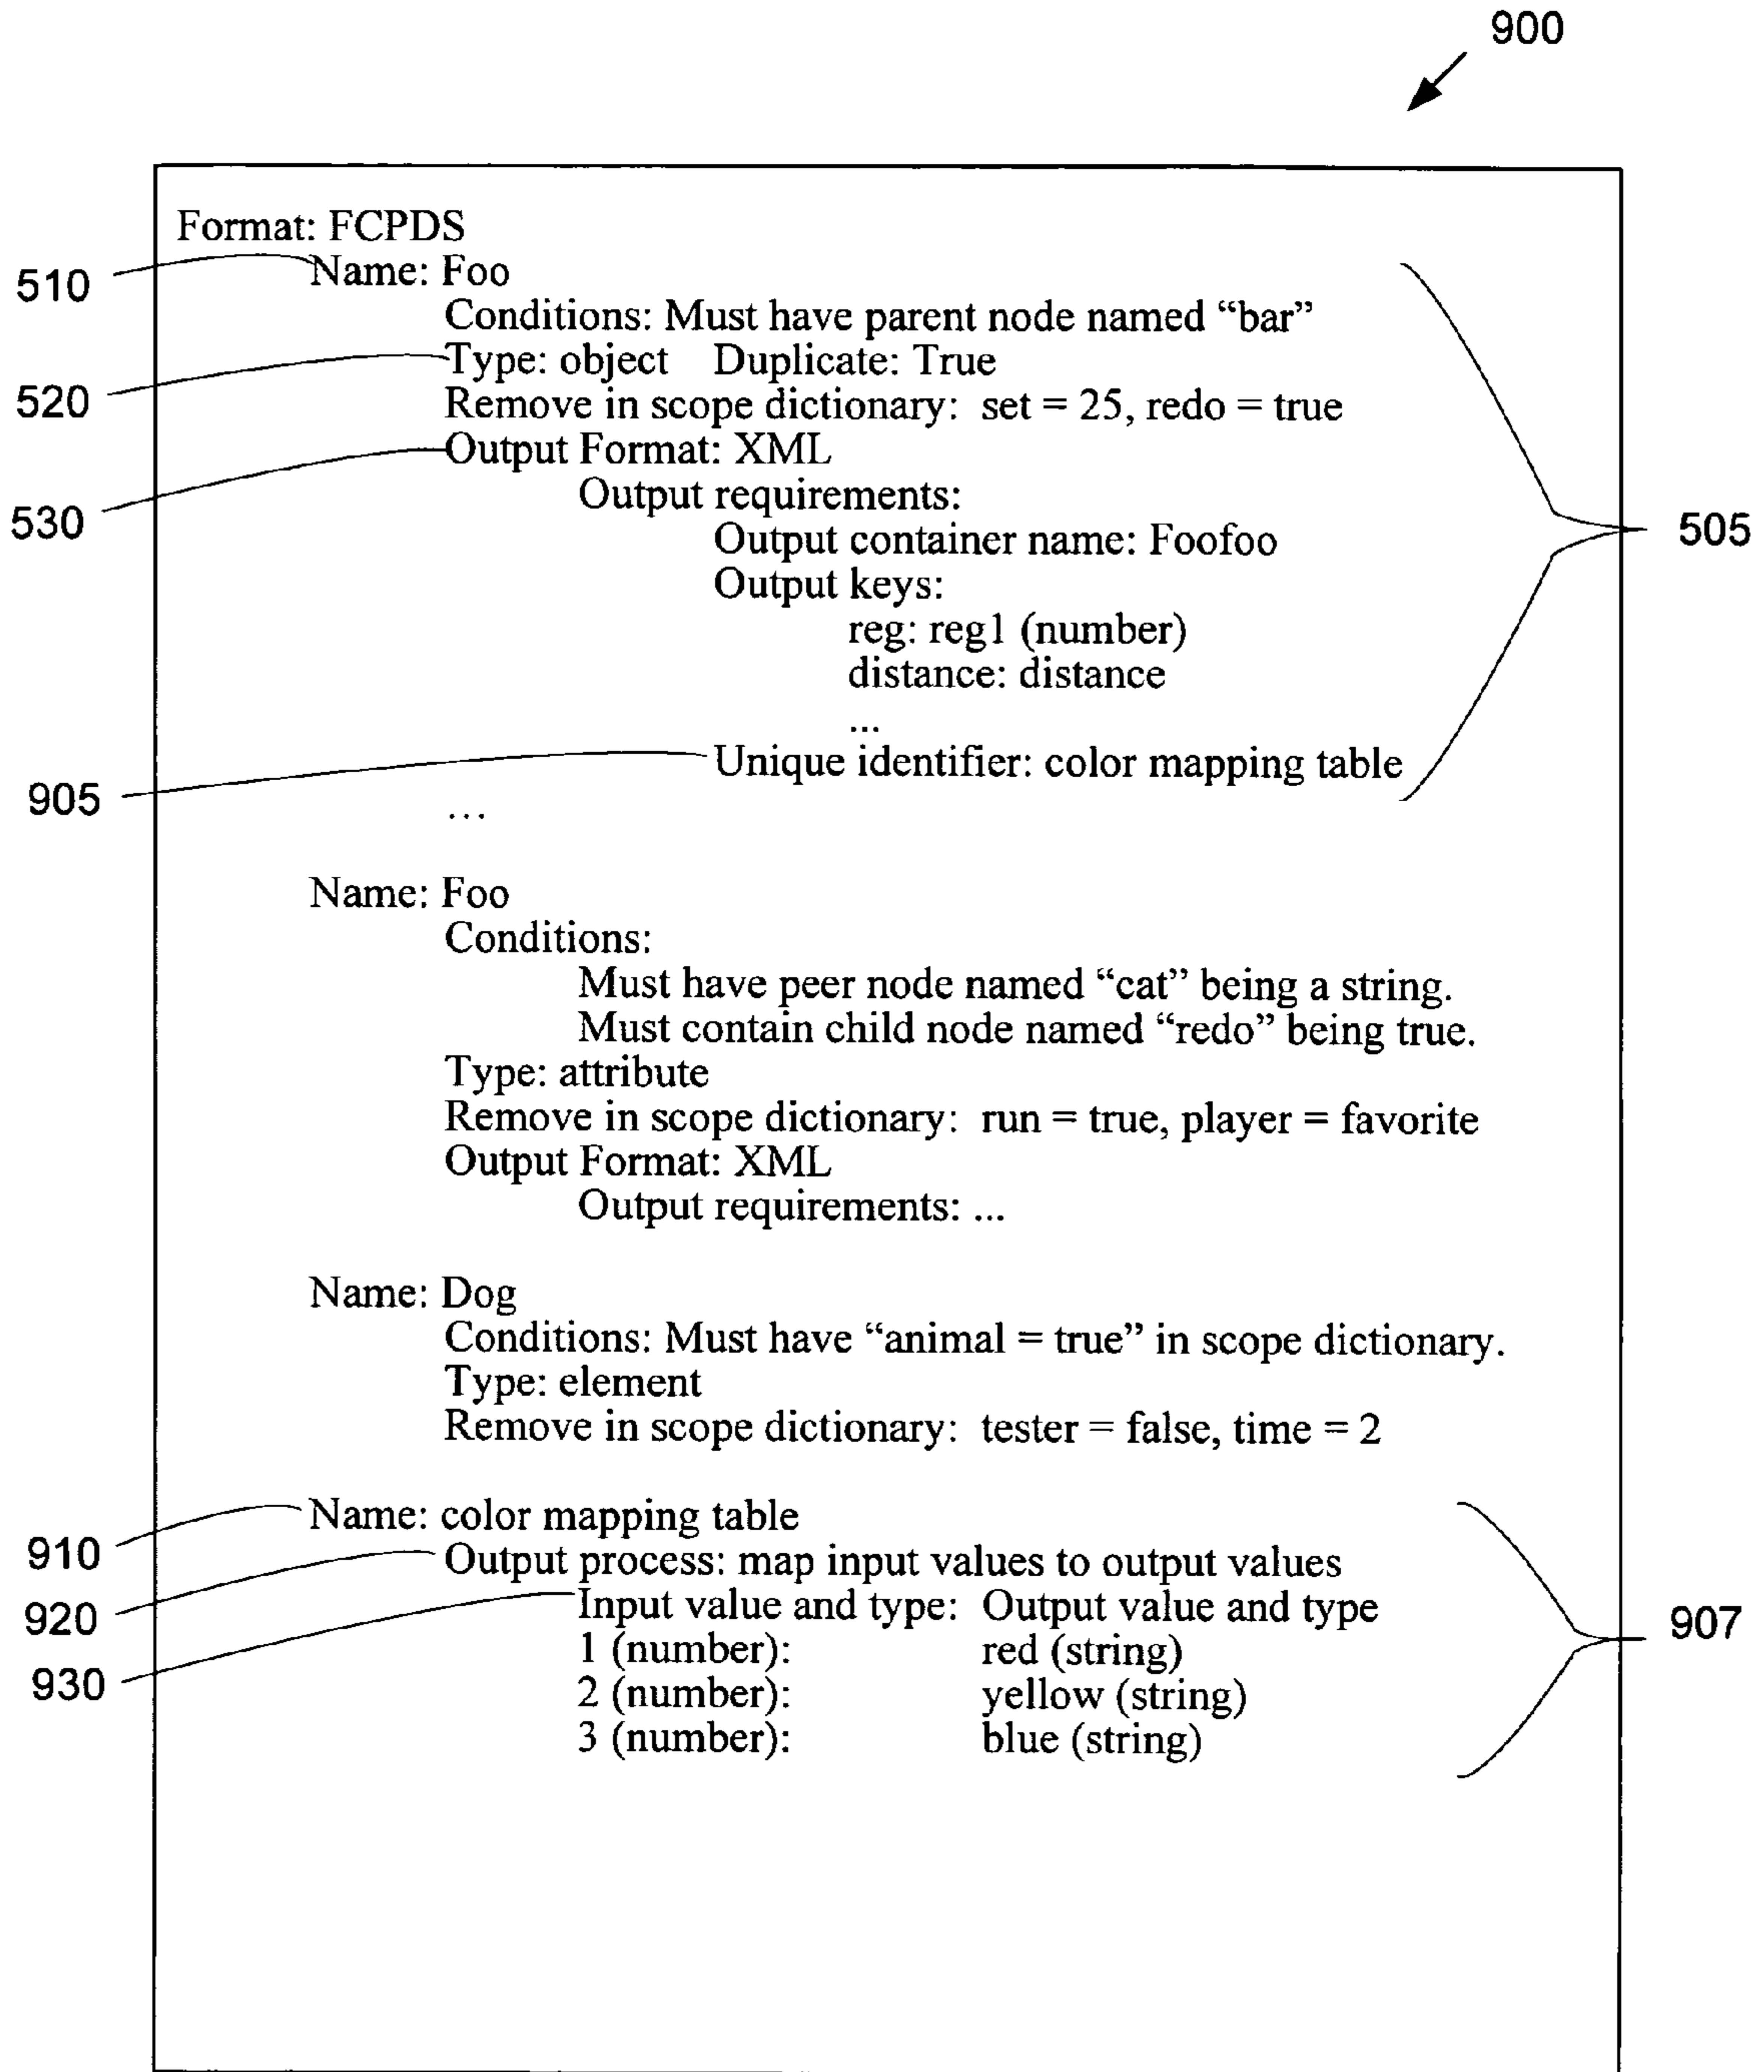 900
Format: FCPDS
510
Name: Foo
Conditions: Must have parent node named “bar”
Type: object Duplicate: True
520
Remove in scope dictionary: set = 25, redo = true
Output Format: XML
530
Output requirements:
505
Output container name: Foofoo
Output keys:
reg: reg1 (number)
distance: distance
...
Unique identifier: color mapping table
905
...
Name: Foo
Conditions:
Must have peer node named “cat” being a string.
Must contain child node named “redo” being true.
Type: attribute
Remove in scope dictionary: run = true, player = favorite
Output Format: XML
Output requirements: ...
Name: Dog
Conditions: Must have “animal = true” in scope dictionary.
Type: element
Remove in scope dictionary: tester = false, time = 2
Name: color mapping table
910
Output process: map input values to output values
920
Input value and type: Output value and type
907
1 (number): red (string)
930
2 (number): yellow (string)
3 (number): blue (string)